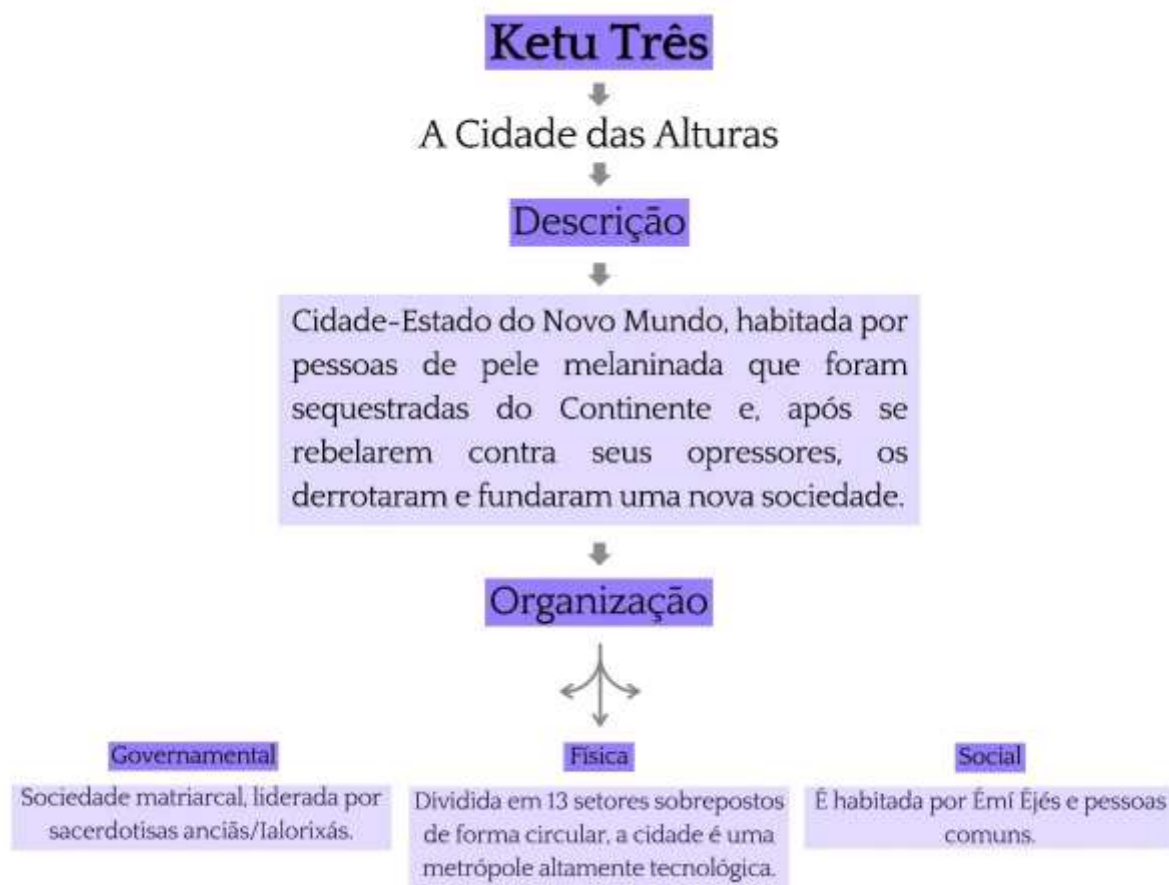 Ketu Três
A Cidade das Alturas
Descrição
Cidade-Estado do Novo Mundo, habitada por
pessoas de pele melaninada que foram
sequestradas do Continente e, após se
rebelarem contra seus opressores, os
derrotaram e fundaram uma nova sociedade.
Organização
Governamental
Sociedade matriarcal, liderada por
sacerdotisas anciãs/Ialorixás.
Física
Dividida em 13 setores sobrepostos
de forma circular, a cidade é uma
metrópole altamente tecnológica.
Social
É habitada por Émí Éjés e pessoas
comuns.